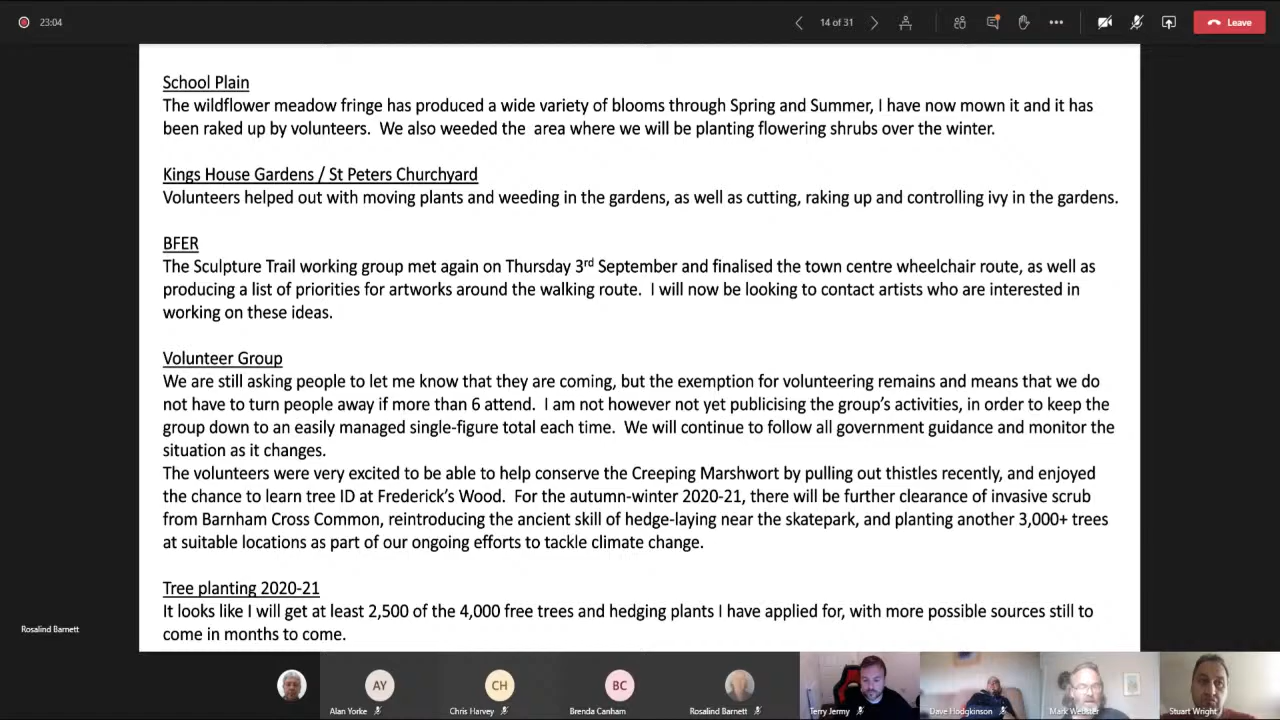 23:04
14 of 31
Leave
School Plain
The wildflower meadow fringe has produced a wide variety of blooms through Spring and Summer, I have now mown it and it has
been raked up by volunteers.  We also weeded the  area where we will be planting flowering shrubs over the winter.
Kings House Gardens / St Peters Churchyard
Volunteers helped out with moving plants and weeding in the gardens, as well as cutting, raking up and controlling ivy in the gardens.
BFER
The Sculpture Trail working group met again on Thursday 3rd September and finalised the town centre wheelchair route, as well as
producing a list of priorities for artworks around the walking route.  I will now be looking to contact artists who are interested in
working on these ideas.
Volunteer Group
We are still asking people to let me know that they are coming, but the exemption for volunteering remains and means that we do
not have to turn people away if more than 6 attend.  I am not however not yet publicising the group's activities, in order to keep the
group down to an easily managed single-figure total each time.  We will continue to follow all government guidance and monitor the
situation as it changes.
The volunteers were very excited to be able to help conserve the Creeping Marshwort by pulling out thistles recently, and enjoyed
the chance to learn tree ID at Frederick's Wood.  For the autumn-winter 2020-21, there will be further clearance of invasive scrub
from Barnham Cross Common, reintroducing the ancient skill of hedge-laying near the skatepark, and planting another 3,000+ trees
at suitable locations as part of our ongoing efforts to tackle climate change.
Tree planting 2020-21
It looks like I will get at least 2,500 of the 4,000 free trees and hedging plants I have applied for, with more possible sources still to
come in months to come.
Rosalind Barnett
AY
CH
BC
Alan Yorke
Chris Harvey
Brenda Canham
Rosalind Barnett
Terry Jermy
Dave Hodgkinson
Mark Webster
Stuart Wright